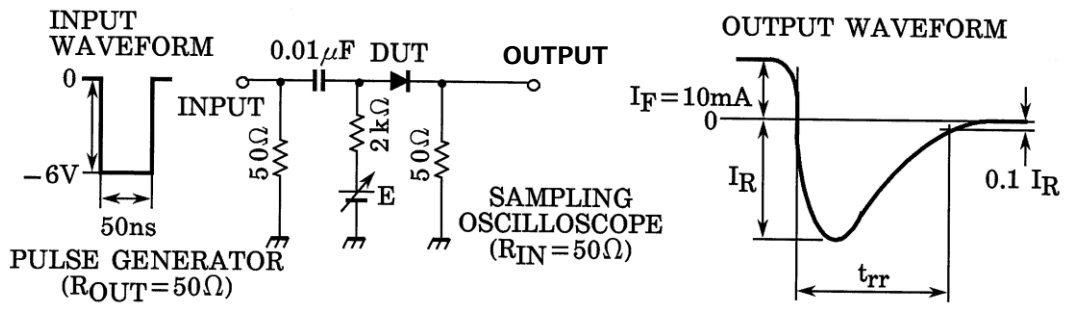 INPUT
WAVEFORM
0
−6V
50ns
PULSE GENERATOR
(ROUT=50Ω)
0.01μF DUT
OUTPUT
INPUT
50Ω
2kΩ
E
50Ω
SAMPLING
OSCILLOSCOPE
(RIN=50Ω)
OUTPUT WAVEFORM
IF=10mA
0
IR
0.1 IR
trr